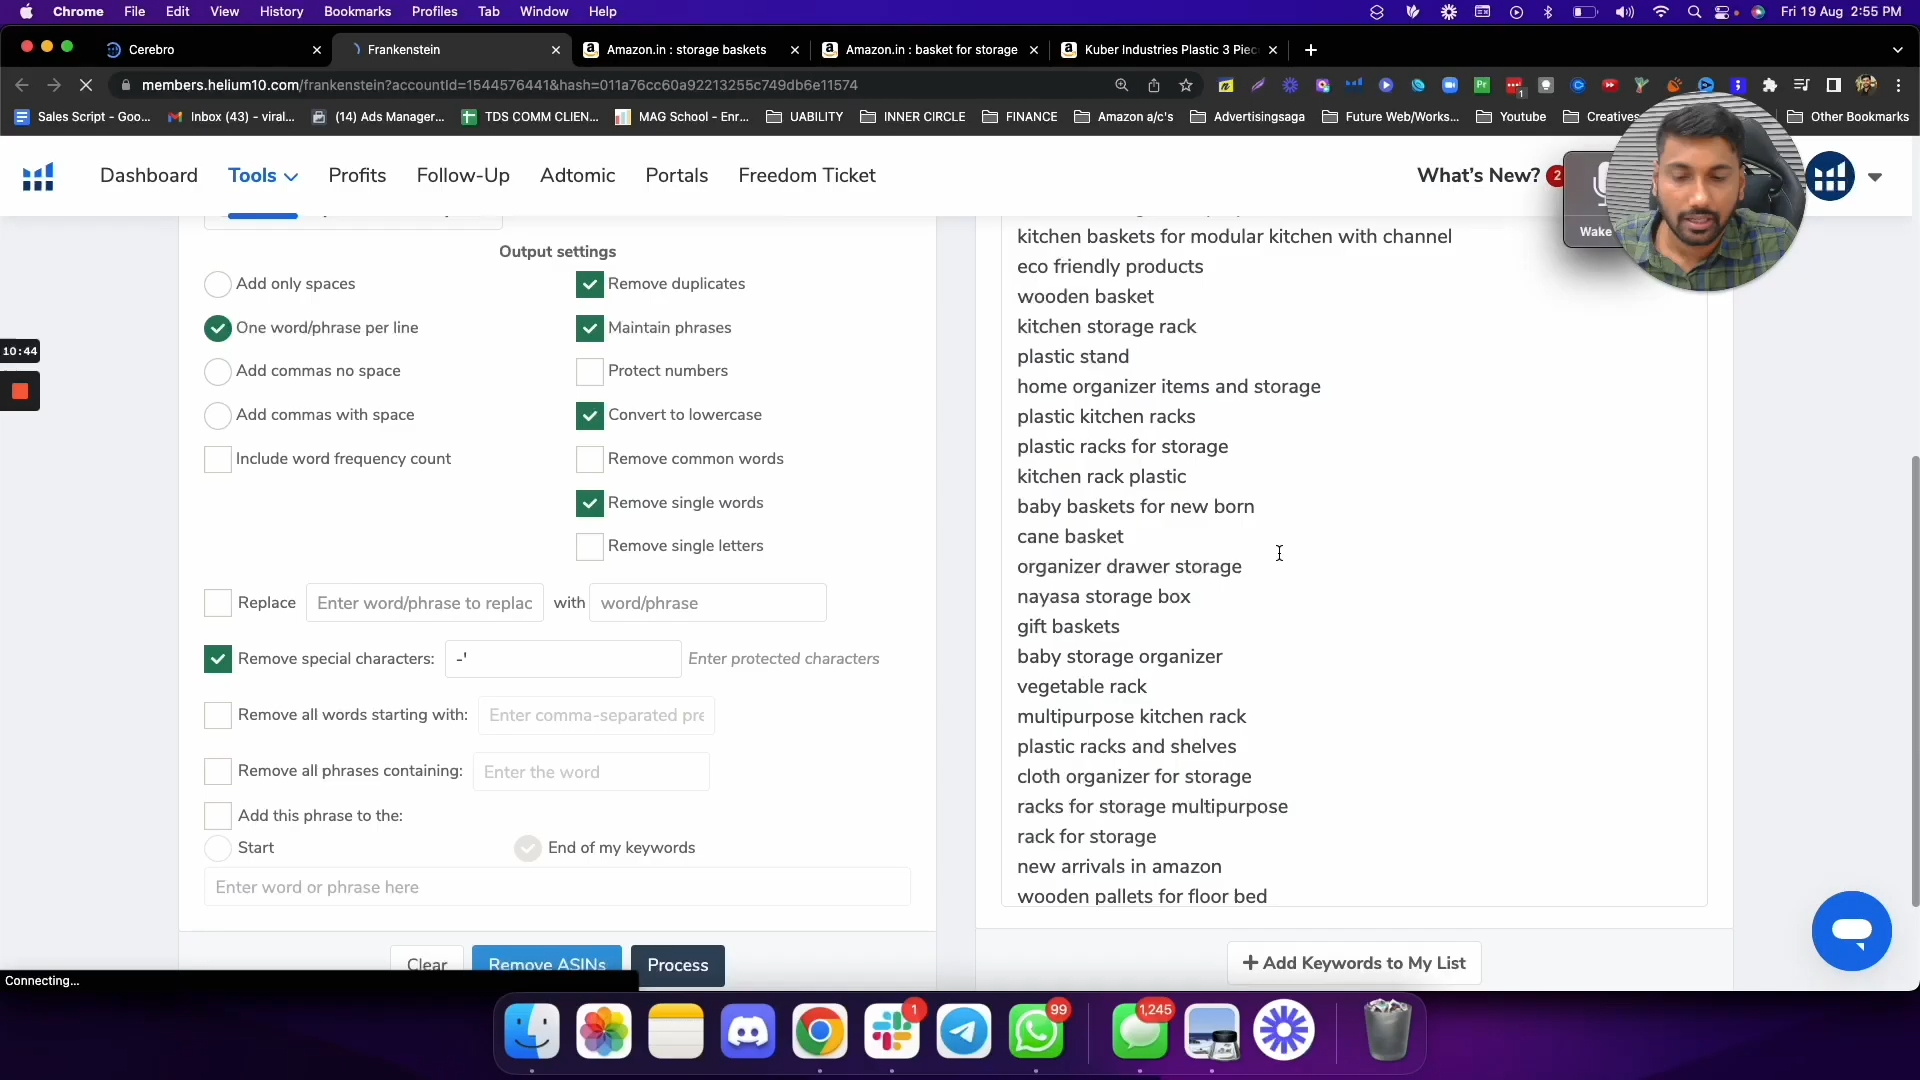 Chrome File Edit View History Bookmarks Profiles Tab Window Help
Fri 19 Aug 2:55 PM
Cerebro
Frankenstein
Amazon.in : storage baskets
Amazon.in : basket for storage
Kuber Industries Plastic 3 Piec
members.helium10.com/frankenstein?accountId=1544576441&hash=011a76cc60a92213255c749db6e11574
Sales Script - Goo...
Inbox (43) - viral...
(14) Ads Manager...
TDS COMM CLIEN...
MAG School - Enr...
UABILITY
INNER CIRCLE
FINANCE
Amazon a/c's
Advertisingsaga
Future Web/Works...
Youtube
Creatives
Other Bookmarks
Dashboard
Tools
Profits
Follow-Up
Adtomic
Portals
Freedom Ticket
What's New? 2
Wake
10:44
Output settings
Add only spaces
Remove duplicates
One word/phrase per line
Maintain phrases
Add commas no space
Protect numbers
Add commas with space
Convert to lowercase
Include word frequency count
Remove common words
Remove single words
Remove single letters
Replace
Enter word/phrase to replac
with
word/phrase
Remove special characters:
-'
Enter protected characters
Remove all words starting with:
Enter comma-separated pre
Remove all phrases containing:
Enter the word
Add this phrase to the:
Start
End of my keywords
Enter word or phrase here
Clear
Remove ASINs
Process
kitchen baskets for modular kitchen with channel
eco friendly products
wooden basket
kitchen storage rack
plastic stand
home organizer items and storage
plastic kitchen racks
plastic racks for storage
kitchen rack plastic
baby baskets for new born
cane basket
organizer drawer storage
nayasa storage box
gift baskets
baby storage organizer
vegetable rack
multipurpose kitchen rack
plastic racks and shelves
cloth organizer for storage
racks for storage multipurpose
rack for storage
new arrivals in amazon
wooden pallets for floor bed
+ Add Keywords to My List
Connecting...
1
99
1,245